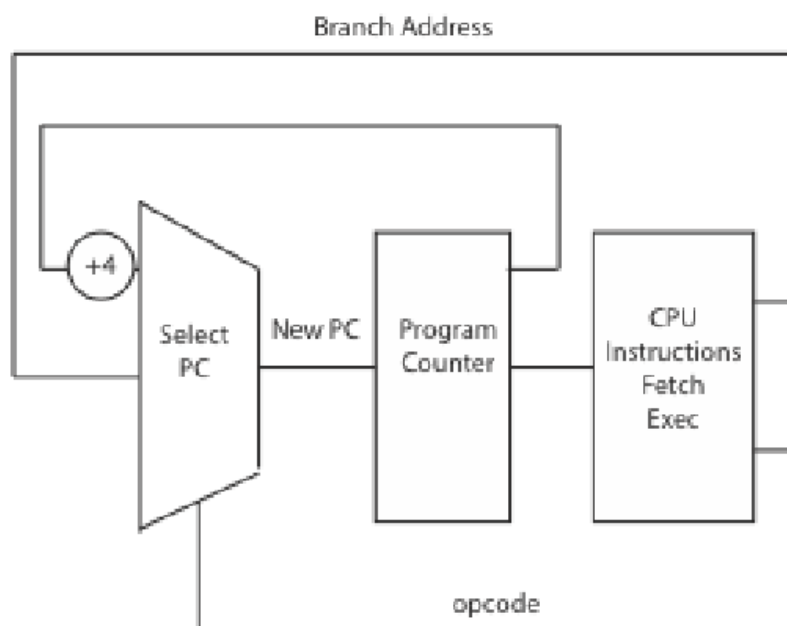 Branch Address
+4
Select
PC
New PC
Program
Counter
CPU
Instructions
Fetch
Exec
opcode